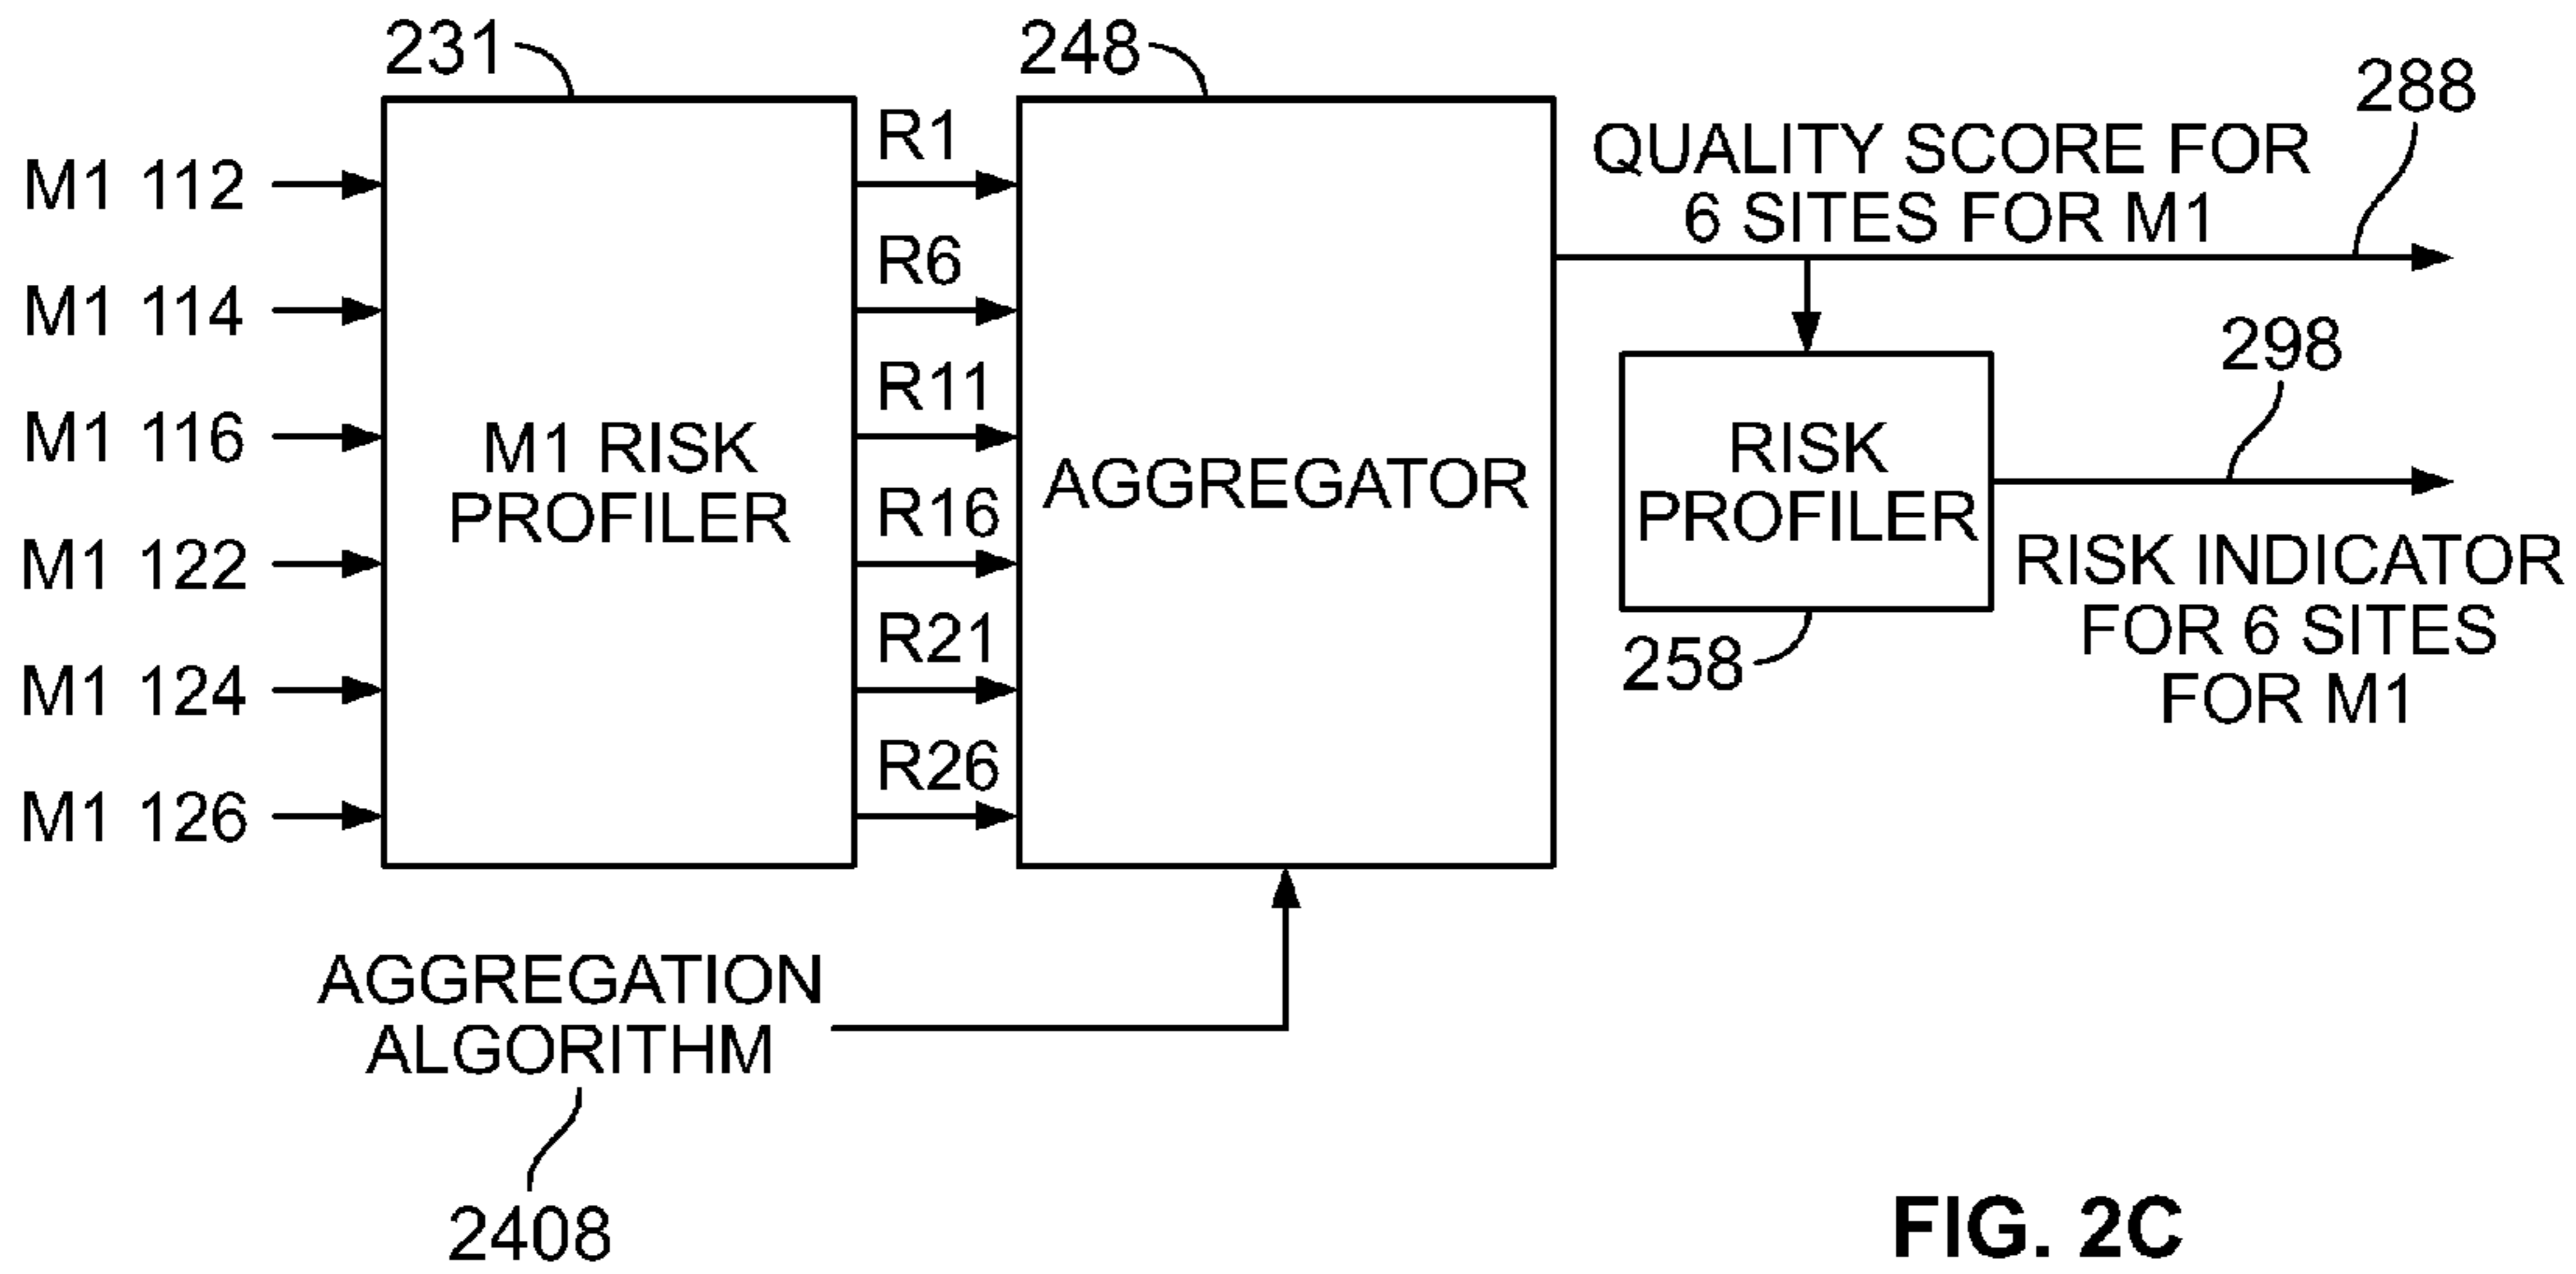 231
248
288
M1 112
M1 114
M1 116
M1 122
M1 124
M1 126
M1 RISK
PROFILER
R1
R6
R11
R16
R21
R26
AGGREGATOR
QUALITY SCORE FOR
6 SITES FOR M1
298
RISK
PROFILER
258
RISK INDICATOR
FOR 6 SITES
FOR M1
AGGREGATION
ALGORITHM
2408
FIG. 2C